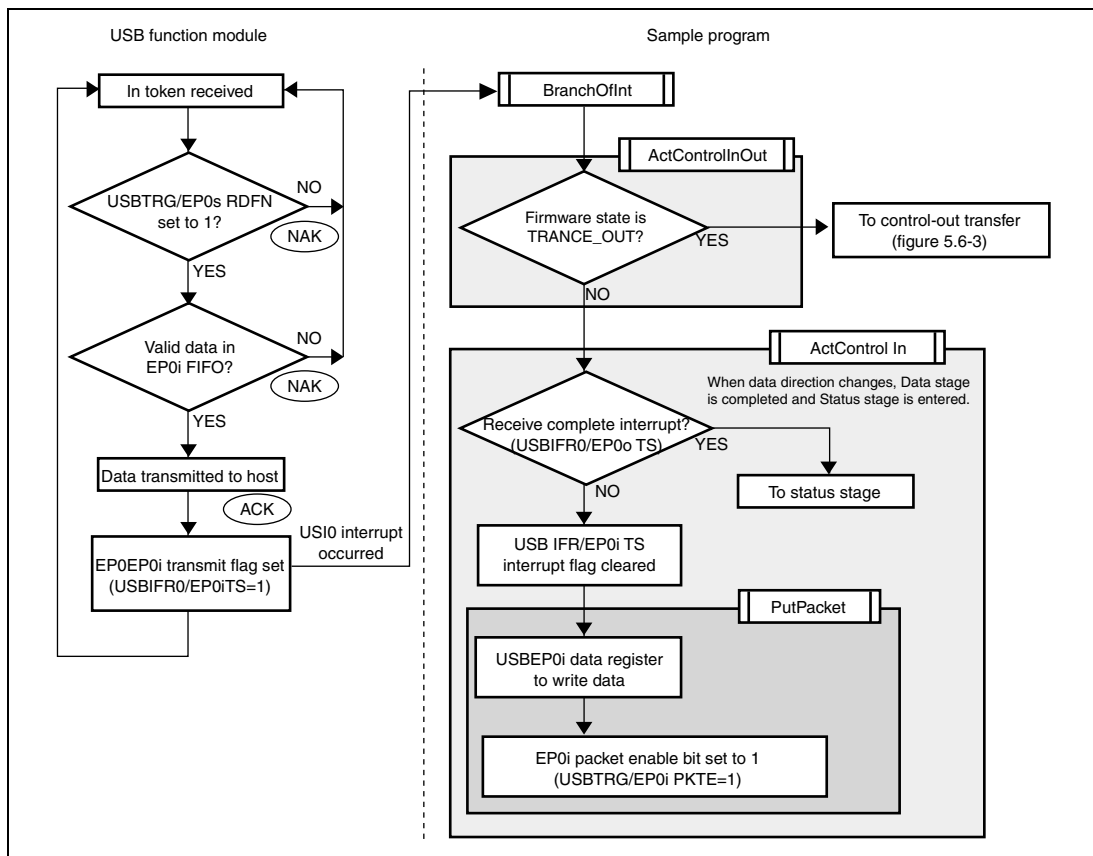 USB function module
In token received
USBTRG/EP0s RDFN
set to 1?
NO
NAK
YES
Valid data in
EP0i FIFO?
NO
NAK
YES
Data transmitted to host
ACK
EP0EP0i transmit flag set
(USBIFR0/EP0iTS=1)
USI0 interrupt
occurred
Sample program
BranchOfInt
ActControlInOut
Firmware state is
TRANCE_OUT?
YES
To control-out transfer
(figure 5.6-3)
NO
ActControl In
When data direction changes, Data stage
is completed and Status stage is entered.
Receive complete interrupt?
(USBIFR0/EP0o TS)
YES
To status stage
NO
USB IFR/EP0i TS
interrupt flag cleared
PutPacket
USBEP0i data register
to write data
EP0i packet enable bit set to 1
(USBTRG/EP0i PKTE=1)